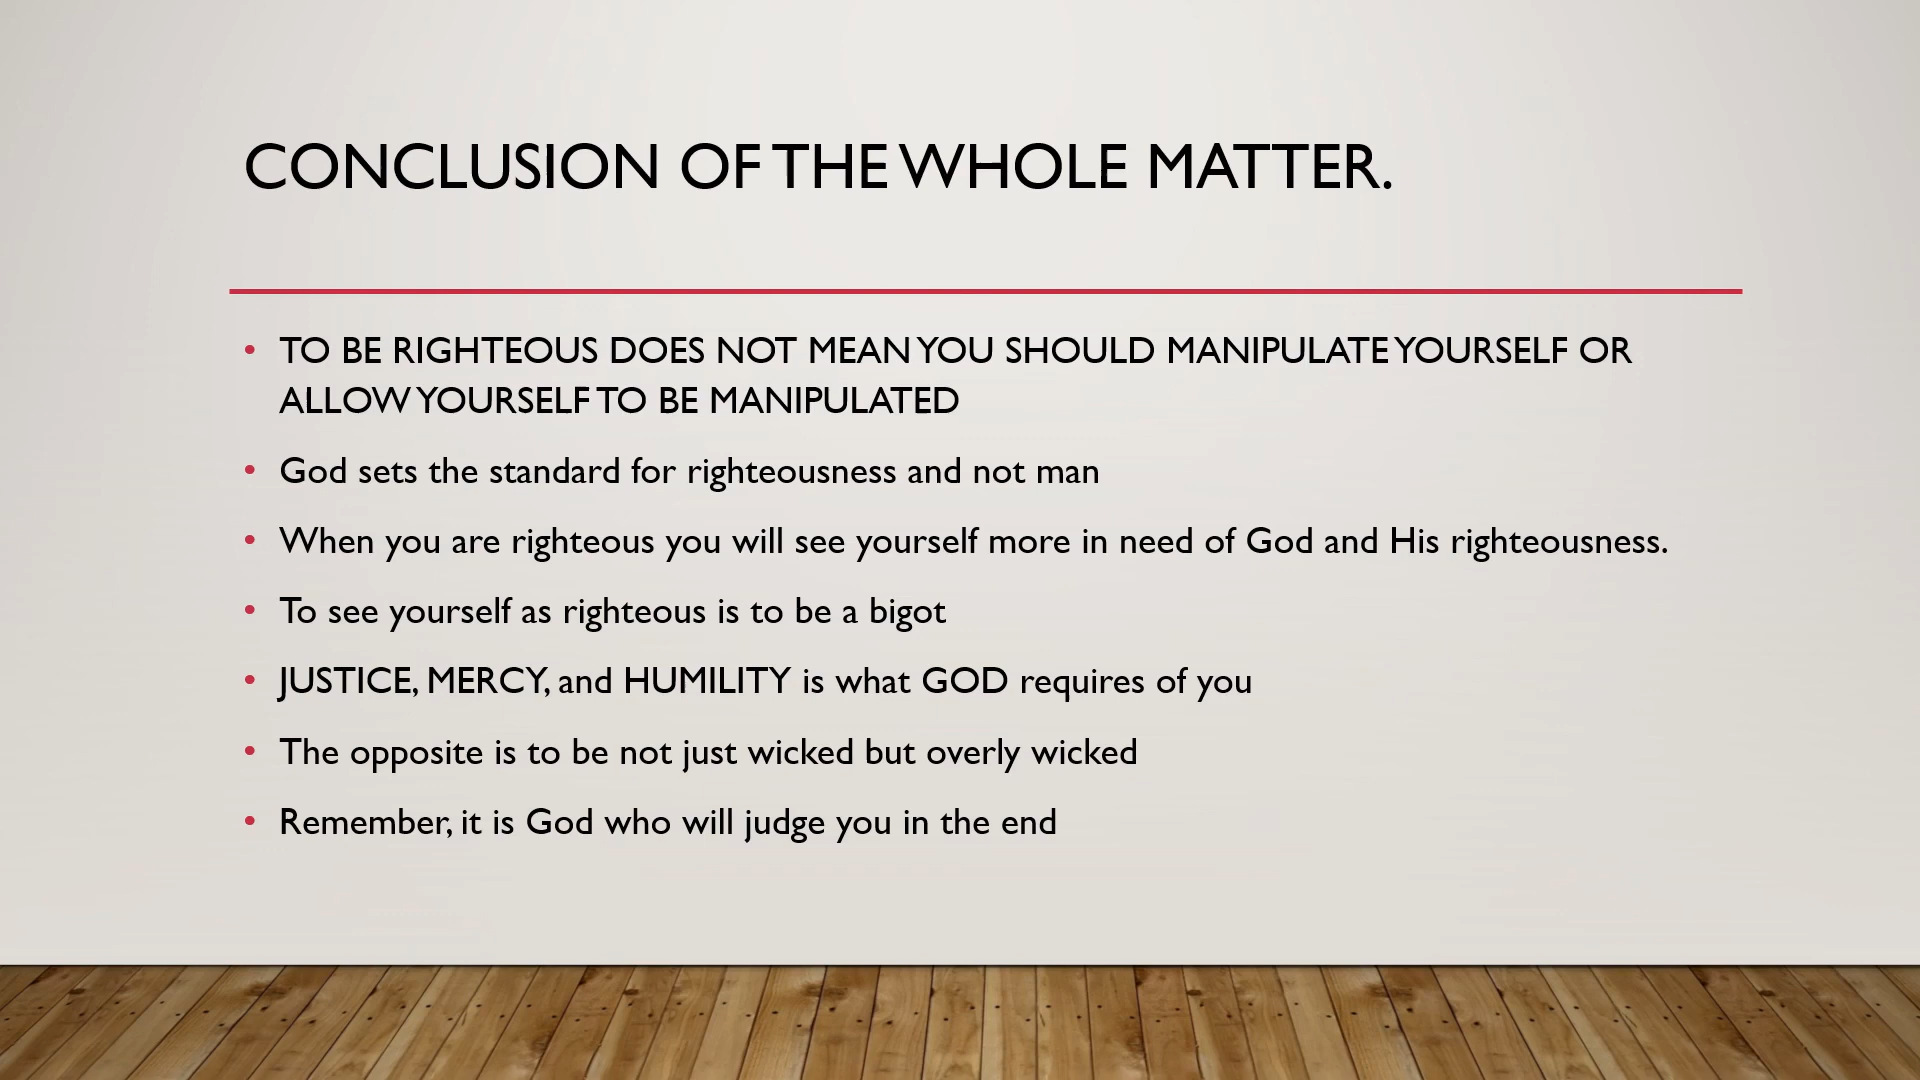 CONCLUSION OF THE WHOLE MATTER.
• TO BE RIGHTEOUS DOES NOT MEAN YOU SHOULD MANIPULATE YOURSELF OR
ALLOW YOURSELF TO BE MANIPULATED
• God sets the standard for righteousness and not man
• When you are righteous you will see yourself more in need of God and His righteousness.
• To see yourself as righteous is to be a bigot
• JUSTICE, MERCY, and HUMILITY is what GOD requires of you
• The opposite is to be not just wicked but overly wicked
• Remember, it is God who will judge you in the end